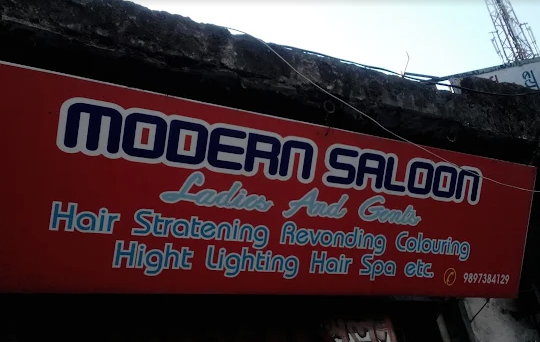 MODERN SALOON
Ladies And Gents
Hair Stratening Revonding Colouring
Hight Lighting Hair Spa etc. 9897384129